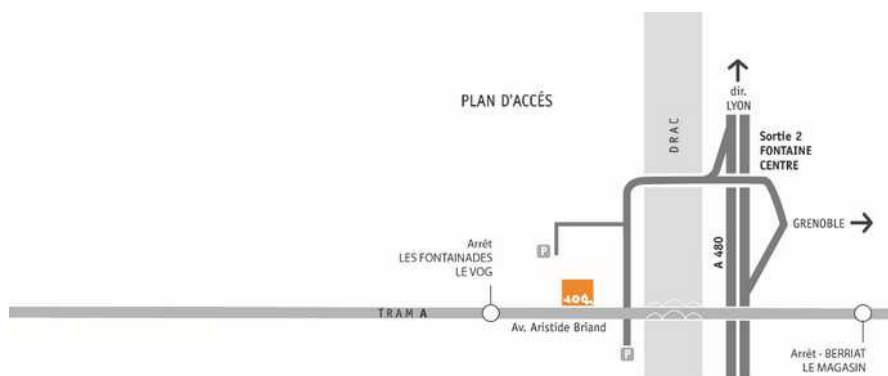 PLAN D'ACCÉS
dir.
LYON
Sortie 2
FONTAINE
CENTRE
DRAC
GRENOBLE
A 480
P
Arrêt
LES FONTAINADES
LE VOG
TRAM A
Av. Aristide Briand
P
Arrêt - BERRIAT
LE MAGASIN